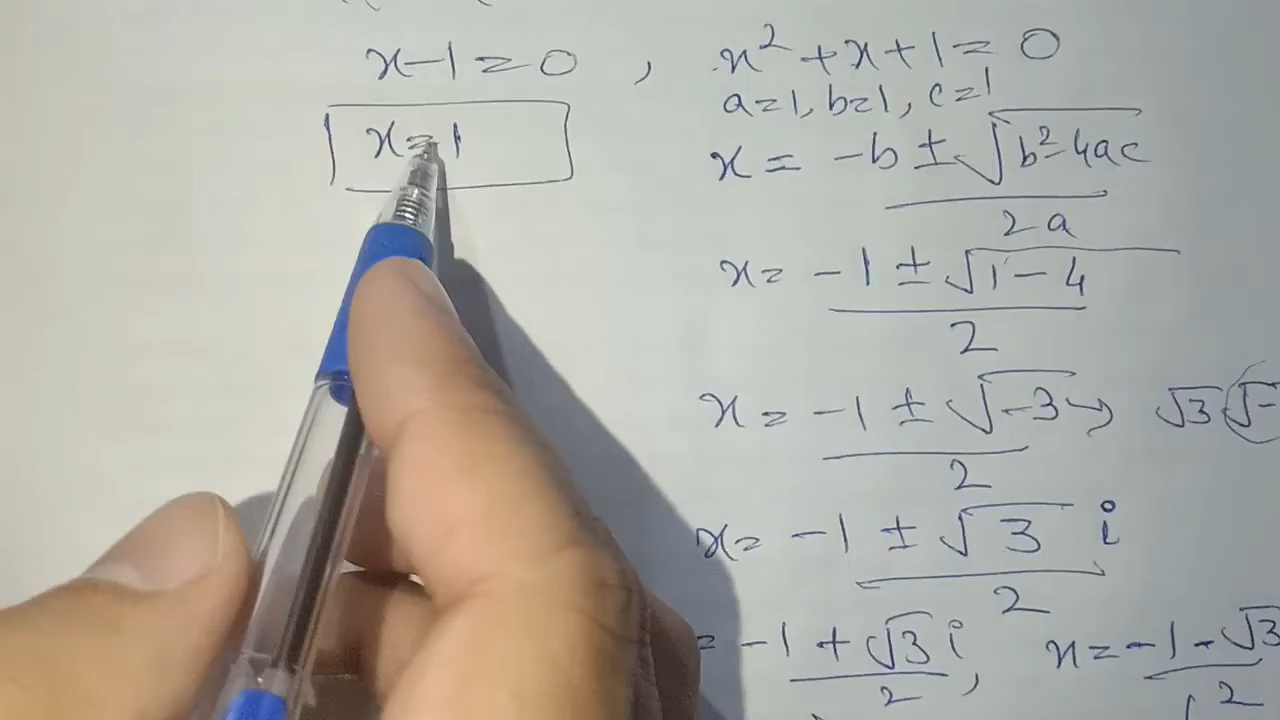 x-1=0 , x²+x+1=0
a=1, b=1, c=1
x=1
x= -b±√b²-4ac
2a
x= -1±√1-4
2
x= -1±√-3 → √3 √-
2
x= -1±√3 i
2
= -1+√3i , x= -1-√3
2 2